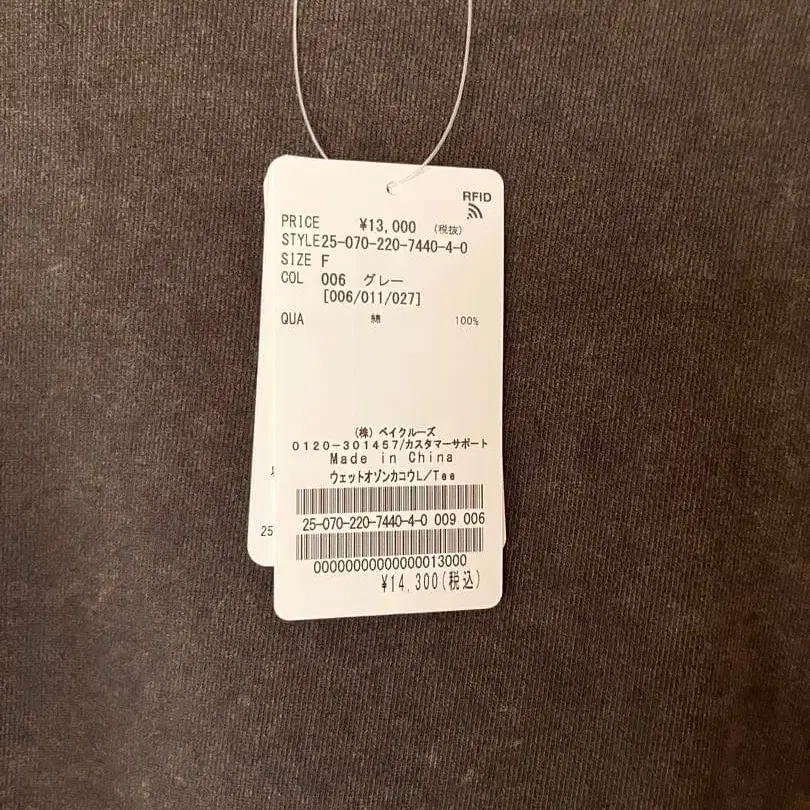 RFID
PRICE ¥13,000 (税抜)
STYLE25-070-220-7440-4-0
SIZE F
COL 006 グレー
[006/011/027]
QUA 綿 100%
(株) ベイクルーズ
0120-301457/カスタマーサポート
Made in China
ウェットオゾンカコウL/Tee
25-070-220-7440-4-0 009 006
00000000000000013000
¥14,300(税込)
25